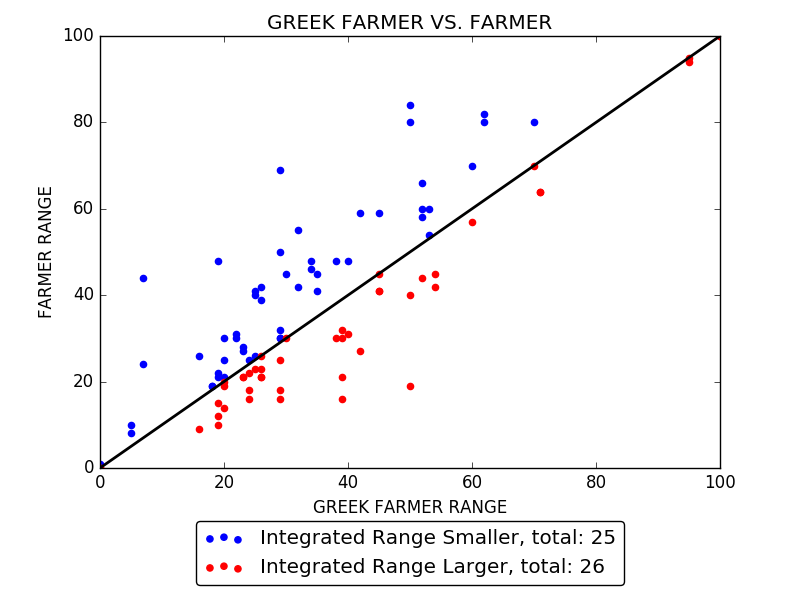 GREEK FARMER VS. FARMER
100
80
60
40
20
0
FARMER RANGE
0 20 40 60 80 100
GREEK FARMER RANGE
Integrated Range Smaller, total: 25
Integrated Range Larger, total: 26